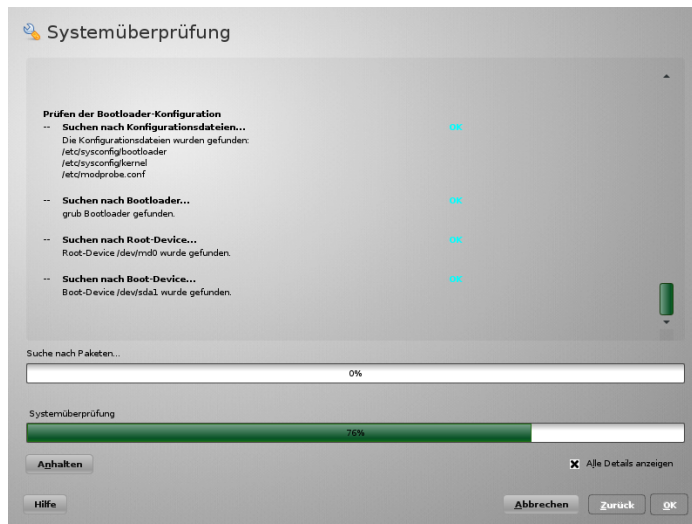 Systemüberprüfung
Prüfen der Bootloader-Konfiguration
-- Suchen nach Konfigurationsdateien... OK
Die Konfigurationsdateien wurden gefunden:
/etc/sysconfig/bootloader
/etc/sysconfig/kernel
/etc/modprobe.conf
-- Suchen nach Bootloader... OK
grub Bootloader gefunden.
-- Suchen nach Root-Device... OK
Root-Device /dev/md0 wurde gefunden.
-- Suchen nach Boot-Device... OK
Boot-Device /dev/sda1 wurde gefunden.
Suche nach Paketen...
0%
Systemüberprüfung
76%
Anhalten
Alle Details anzeigen
Hilfe
Abbrechen
Zurück
OK